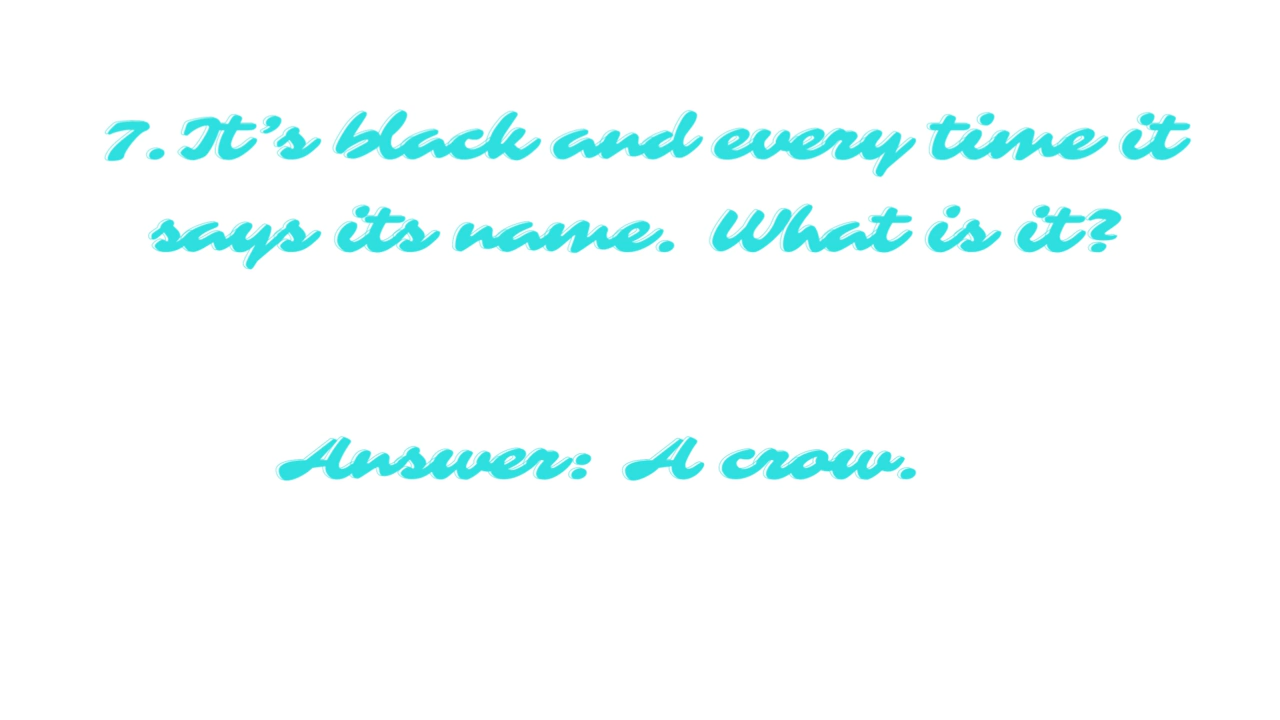 7. It's black and every time it
says its name.  What is it?
Answer:  A crow.